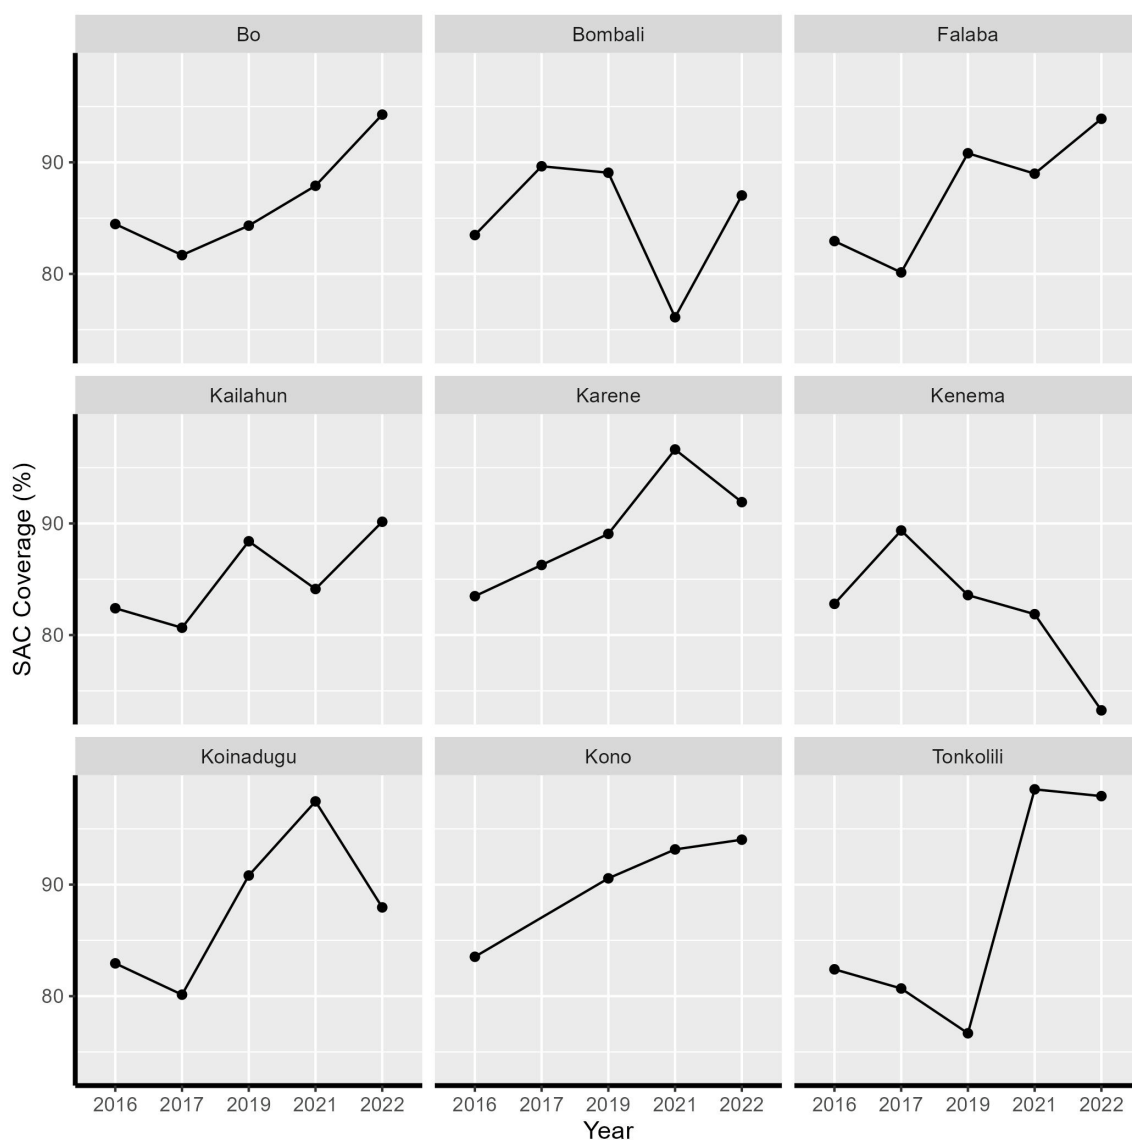 Bo
Bombali
Falaba
90
80
Kailahun
Karene
Kenema
90
80
SAC Coverage (%)
Koinadugu
Kono
Tonkolili
90
80
2016 2017 2019 2021 2022
2016 2017 2019 2021 2022
2016 2017 2019 2021 2022
Year